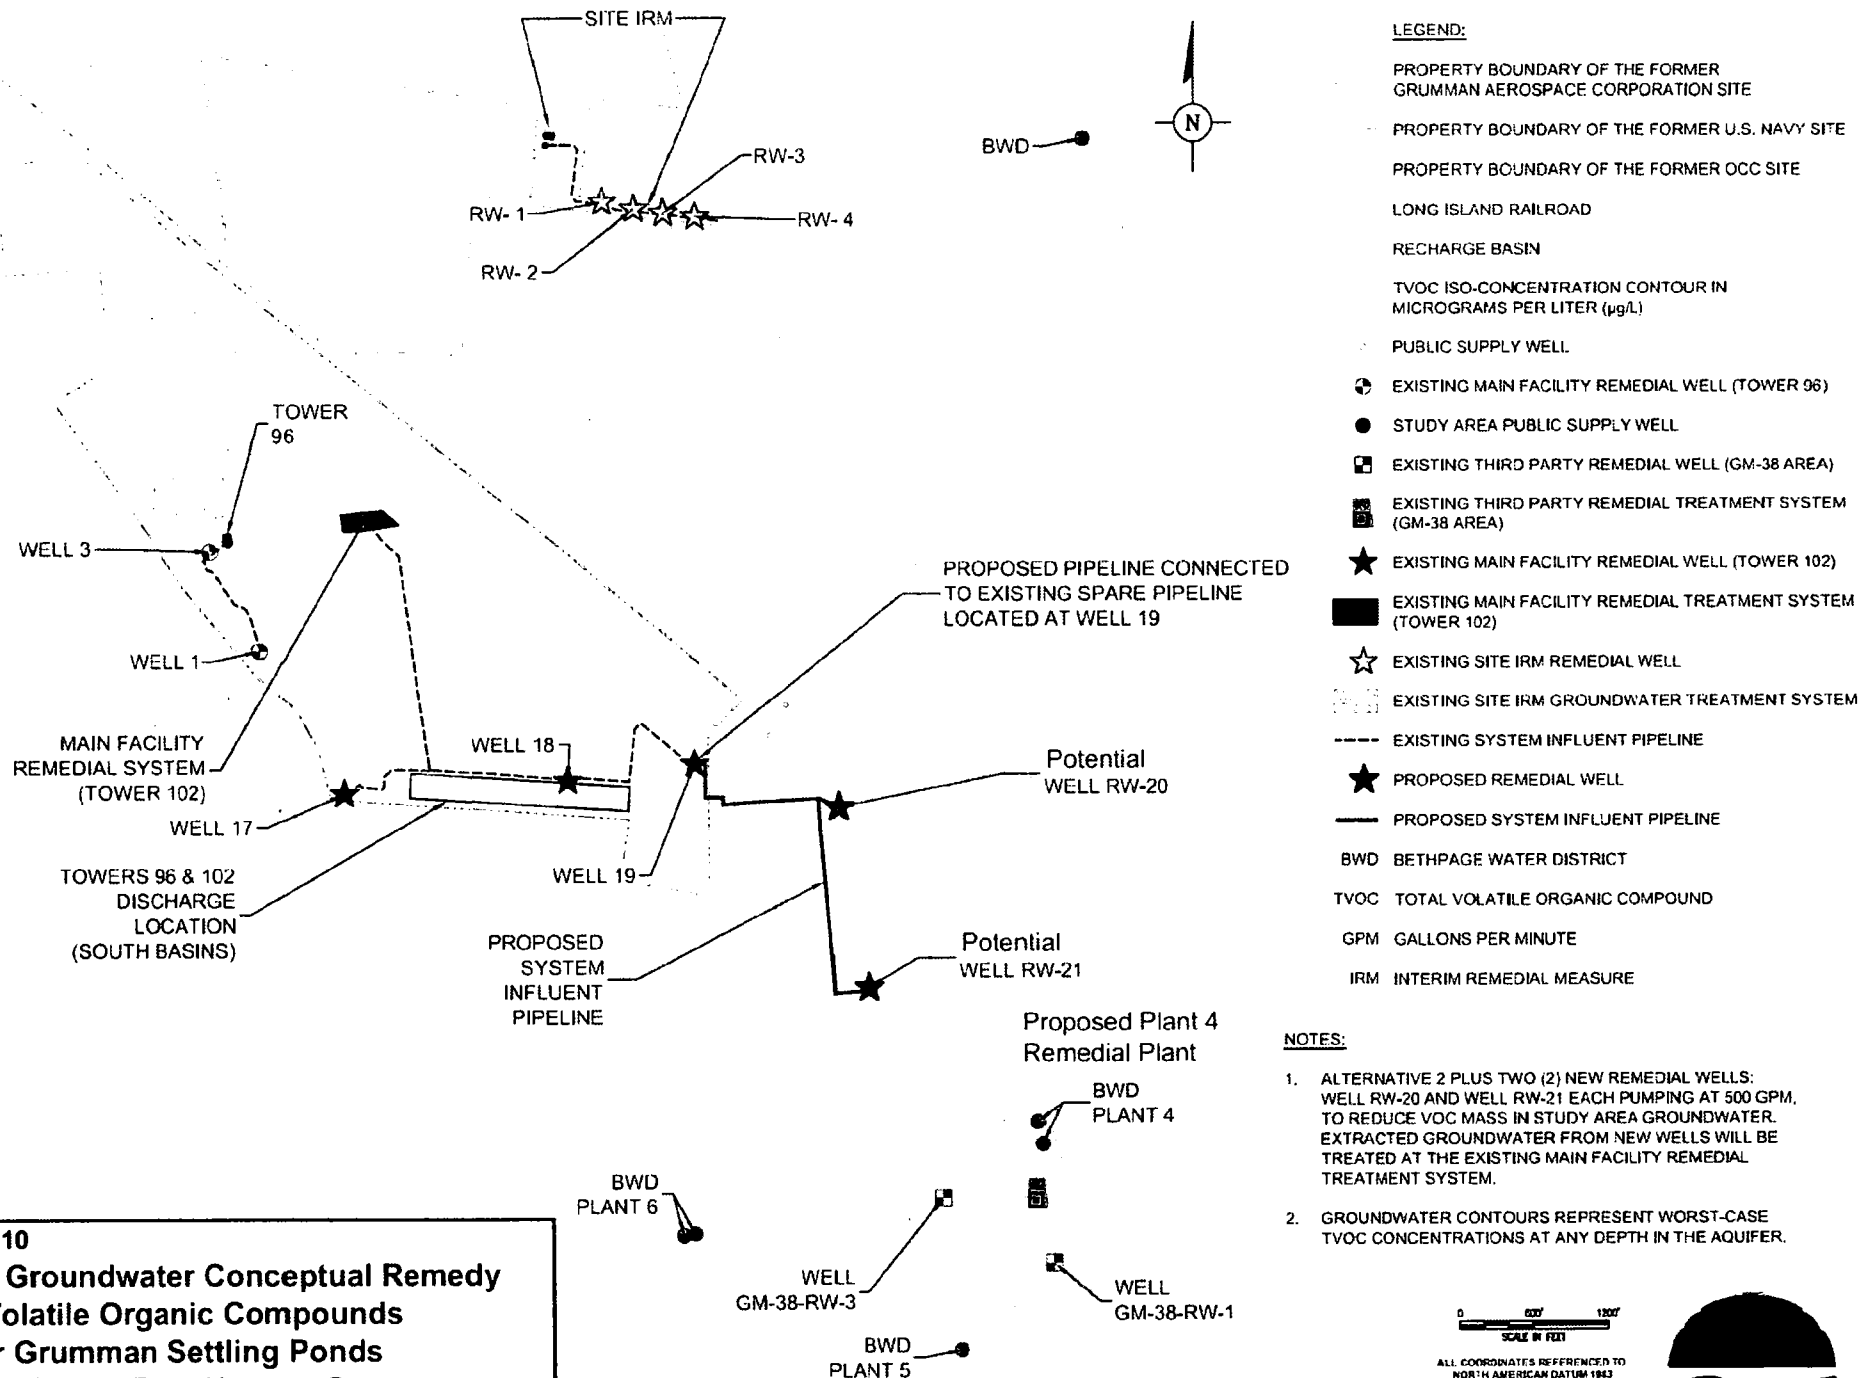 SITE IRM
BWD
N
RW-3
RW- 1
RW- 4
RW- 2
TOWER
96
WELL 3
WELL 1
PROPOSED PIPELINE CONNECTED
TO EXISTING SPARE PIPELINE
LOCATED AT WELL 19
MAIN FACILITY
REMEDIAL SYSTEM
(TOWER 102)
WELL 18
Potential
WELL RW-20
WELL 17
WELL 19
TOWERS 96 & 102
DISCHARGE
LOCATION
(SOUTH BASINS)
PROPOSED
SYSTEM
INFLUENT
PIPELINE
Potential
WELL RW-21
Proposed Plant 4
Remedial Plant
BWD
PLANT 4
BWD
PLANT 6
WELL
GM-38-RW-3
WELL
GM-38-RW-1
BWD
PLANT 5
10
Groundwater Conceptual Remedy
Volatile Organic Compounds
Grumman Settling Ponds
LEGEND:
PROPERTY BOUNDARY OF THE FORMER
GRUMMAN AEROSPACE CORPORATION SITE
PROPERTY BOUNDARY OF THE FORMER U.S. NAVY SITE
PROPERTY BOUNDARY OF THE FORMER OCC SITE
LONG ISLAND RAILROAD
RECHARGE BASIN
TVOC ISO-CONCENTRATION CONTOUR IN
MICROGRAMS PER LITER (µg/L)
PUBLIC SUPPLY WELL
EXISTING MAIN FACILITY REMEDIAL WELL (TOWER 96)
STUDY AREA PUBLIC SUPPLY WELL
EXISTING THIRD PARTY REMEDIAL WELL (GM-38 AREA)
EXISTING THIRD PARTY REMEDIAL TREATMENT SYSTEM
(GM-38 AREA)
EXISTING MAIN FACILITY REMEDIAL WELL (TOWER 102)
EXISTING MAIN FACILITY REMEDIAL TREATMENT SYSTEM
(TOWER 102)
EXISTING SITE IRM REMEDIAL WELL
EXISTING SITE IRM GROUNDWATER TREATMENT SYSTEM
EXISTING SYSTEM INFLUENT PIPELINE
PROPOSED REMEDIAL WELL
PROPOSED SYSTEM INFLUENT PIPELINE
BWD BETHPAGE WATER DISTRICT
TVOC TOTAL VOLATILE ORGANIC COMPOUND
GPM GALLONS PER MINUTE
IRM INTERIM REMEDIAL MEASURE
NOTES:
1. ALTERNATIVE 2 PLUS TWO (2) NEW REMEDIAL WELLS:
WELL RW-20 AND WELL RW-21 EACH PUMPING AT 500 GPM,
TO REDUCE VOC MASS IN STUDY AREA GROUNDWATER.
EXTRACTED GROUNDWATER FROM NEW WELLS WILL BE
TREATED AT THE EXISTING MAIN FACILITY REMEDIAL
TREATMENT SYSTEM.
2. GROUNDWATER CONTOURS REPRESENT WORST-CASE
TVOC CONCENTRATIONS AT ANY DEPTH IN THE AQUIFER.
0 600' 1200'
SCALE IN FEET
ALL COORDINATES REFERENCED TO
NORTH AMERICAN DATUM 1983